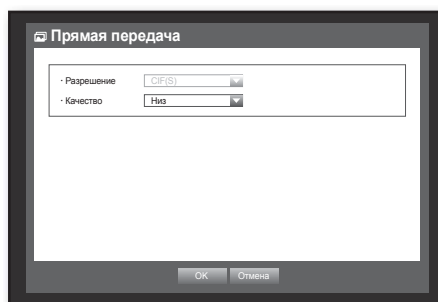 Прямая передача
· Разрешение CIF(S)
· Качество Низ
OK Отмена